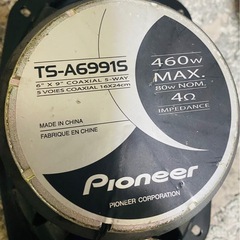 TS-A6991S
6" X 9" COAXIAL 5-WAY
5 VOIES COAXIAL 16X24cm
MADE IN CHINA
FABRIQUE EN CHINE
460W
MAX.
80W NOM.
4Ω
IMPEDANCE
Pioneer
PIONEER CORPORATION